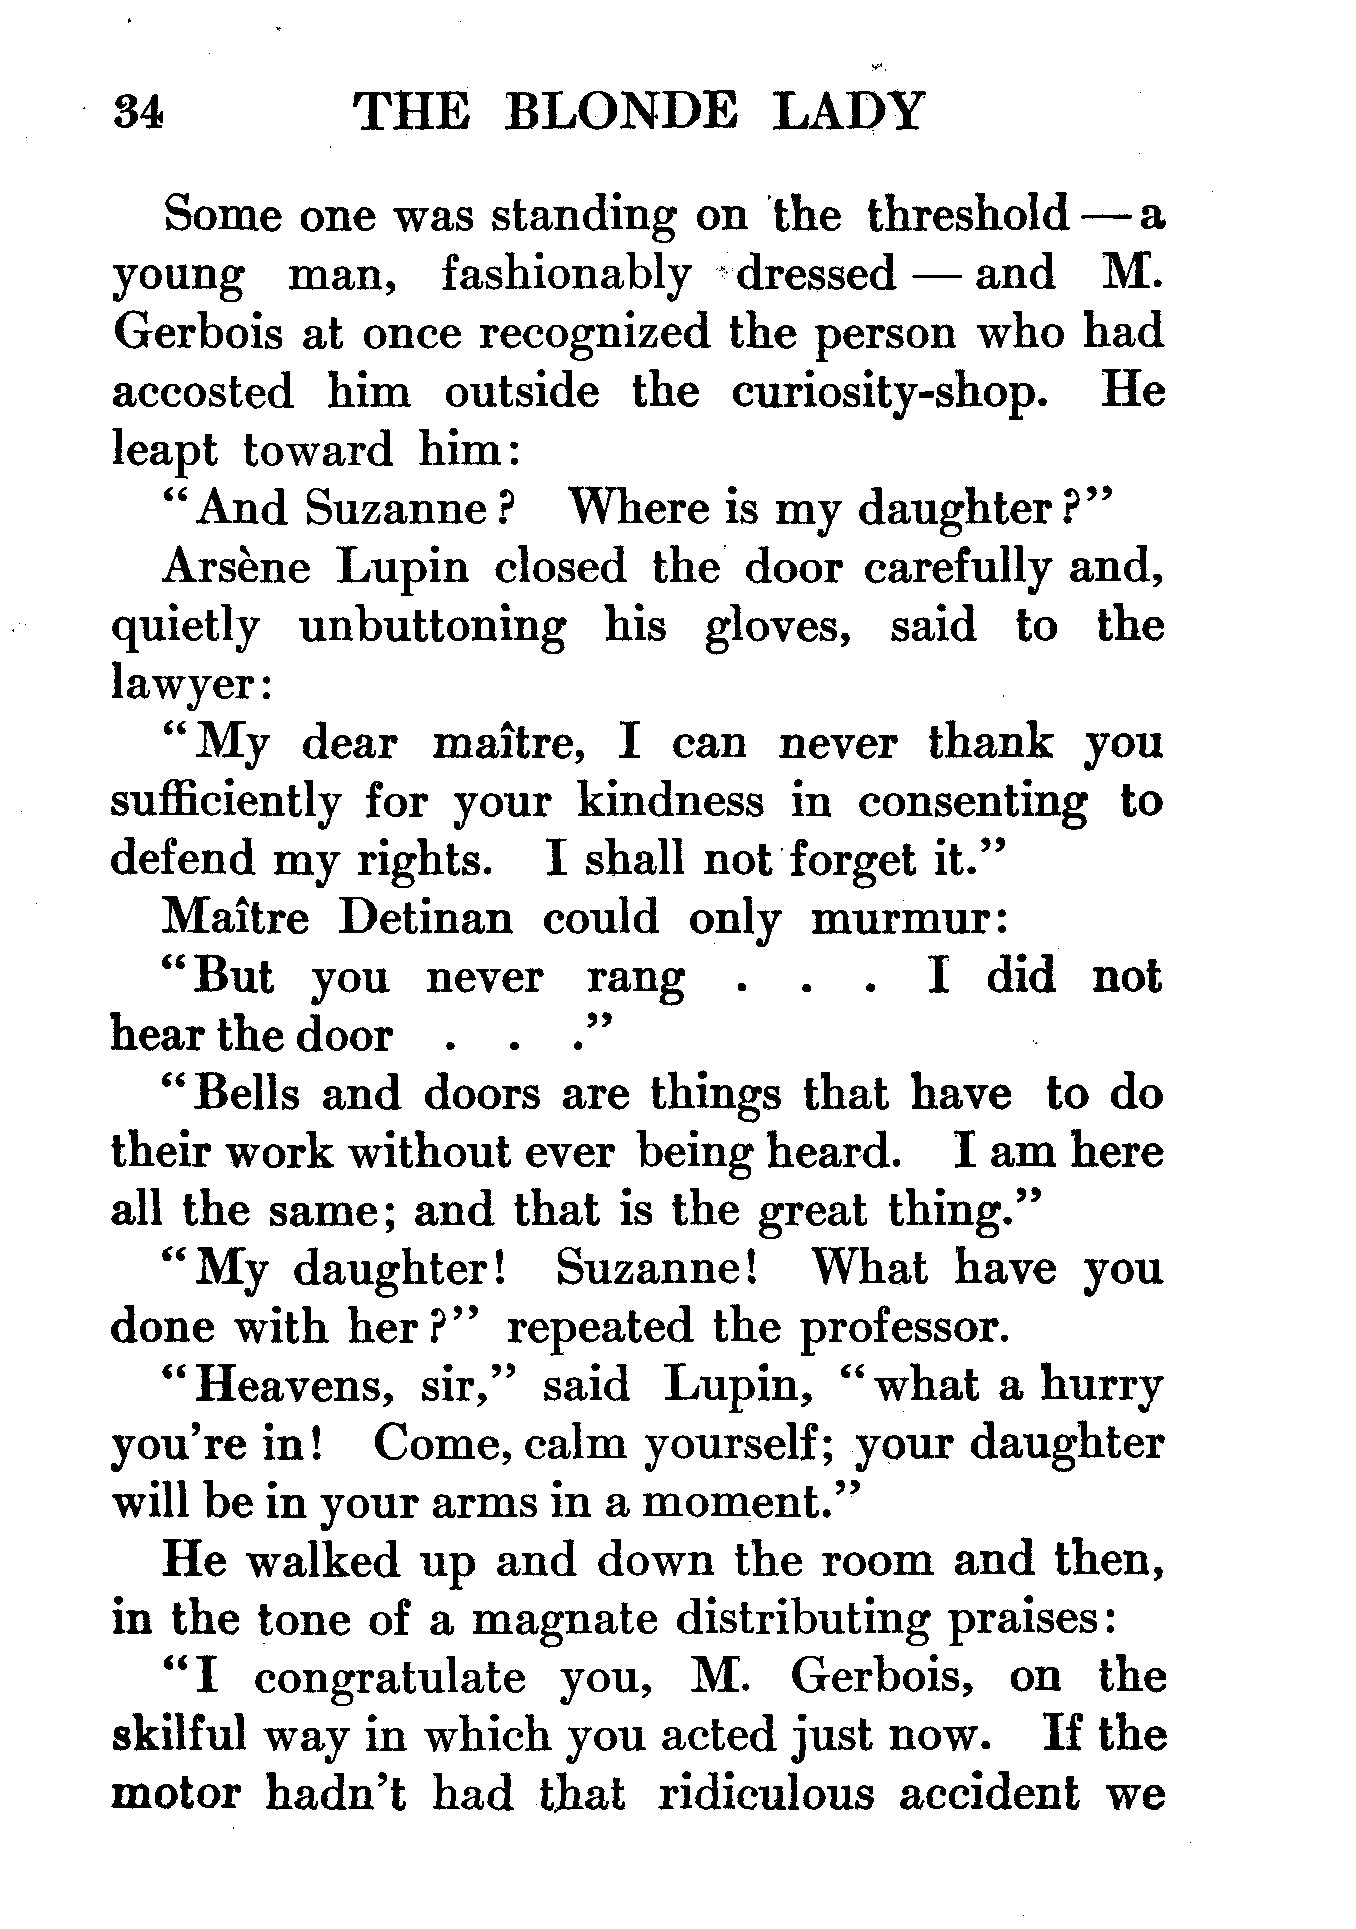 34 THE BLONDE LADY
Some one was standing on the threshold — a
young man, fashionably dressed — and M.
Gerbois at once recognized the person who had
accosted him outside the curiosity-shop. He
leapt toward him:
“And Suzanne? Where is my daughter?”
Arsène Lupin closed the door carefully and,
quietly unbuttoning his gloves, said to the
lawyer:
“My dear maître, I can never thank you
sufficiently for your kindness in consenting to
defend my rights. I shall not forget it.”
Maître Detinan could only murmur:
“But you never rang . . . I did not
hear the door . . .”
“Bells and doors are things that have to do
their work without ever being heard. I am here
all the same; and that is the great thing.”
“My daughter! Suzanne! What have you
done with her?” repeated the professor.
“Heavens, sir,” said Lupin, “what a hurry
you're in! Come, calm yourself; your daughter
will be in your arms in a moment.”
He walked up and down the room and then,
in the tone of a magnate distributing praises:
“I congratulate you, M. Gerbois, on the
skilful way in which you acted just now. If the
motor hadn't had that ridiculous accident we